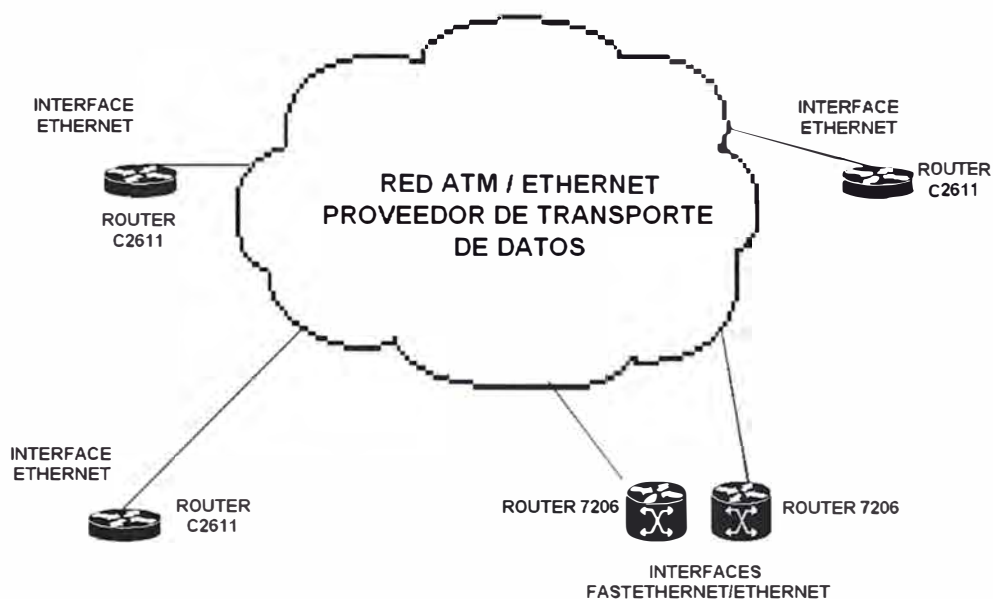 INTERFACE
ETHERNET
ROUTER
C2611
INTERFACE
ETHERNET
ROUTER
C2611
RED ATM / ETHERNET
PROVEEDOR DE TRANSPORTE
DE DATOS
INTERFACE
ETHERNET
ROUTER
C2611
ROUTER 7206
ROUTER 7206
INTERFACES
FASTETHERNET/ETHERNET